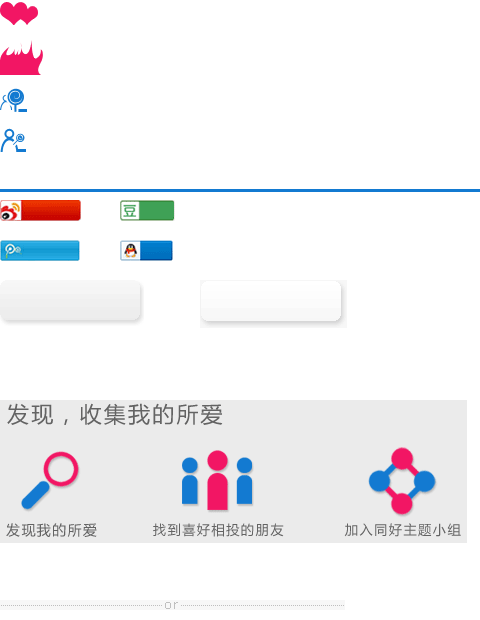 豆
发现，收集我的所爱
发现我的所爱
找到喜好相投的朋友
加入同好主题小组
or